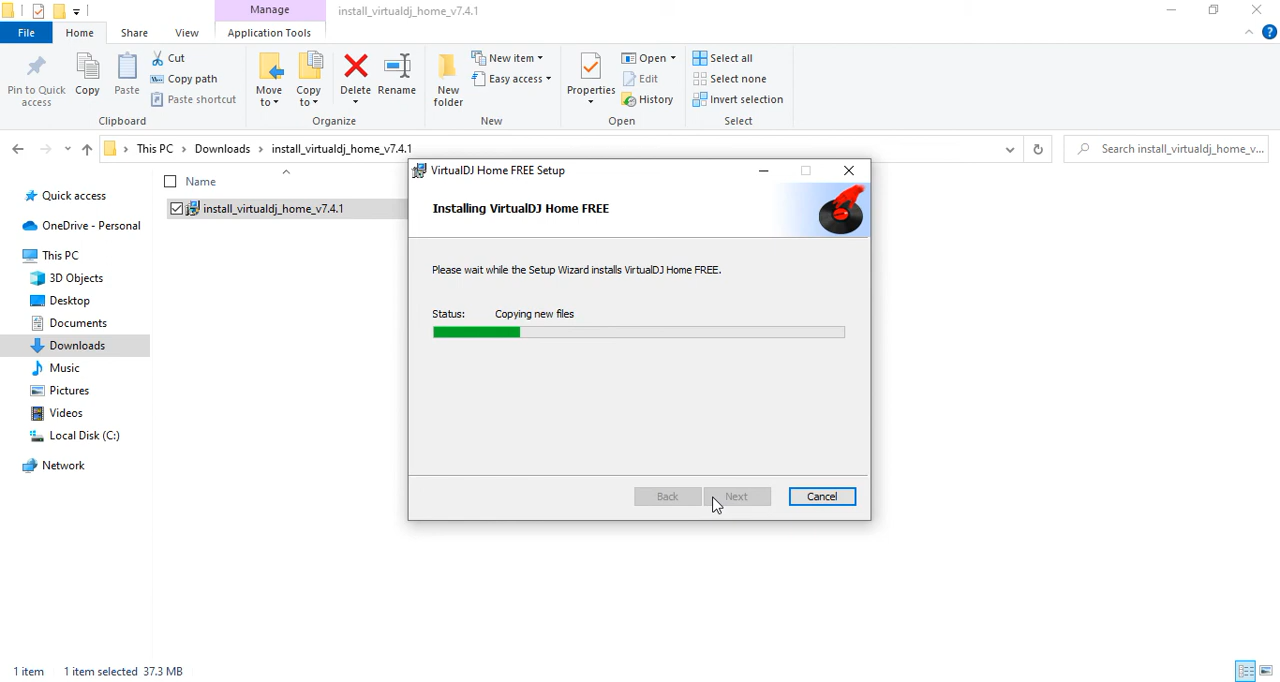 Manage
install_virtualdj_home_v7.4.1
File
Home
Share
View
Application Tools
Pin to Quick access
Copy
Paste
Cut
Copy path
Paste shortcut
Clipboard
Move to
Copy to
Delete
Rename
Organize
New folder
New item
Easy access
New
Properties
Open
Edit
History
Open
Select all
Select none
Invert selection
Select
This PC > Downloads > install_virtualdj_home_v7.4.1
Search install_virtualdj_home_v...
Quick access
OneDrive - Personal
This PC
3D Objects
Desktop
Documents
Downloads
Music
Pictures
Videos
Local Disk (C:)
Network
Name
install_virtualdj_home_v7.4.1
VirtualDJ Home FREE Setup
Installing VirtualDJ Home FREE
Please wait while the Setup Wizard installs VirtualDJ Home FREE.
Status: Copying new files
Back
Next
Cancel
1 item 1 item selected 37.3 MB